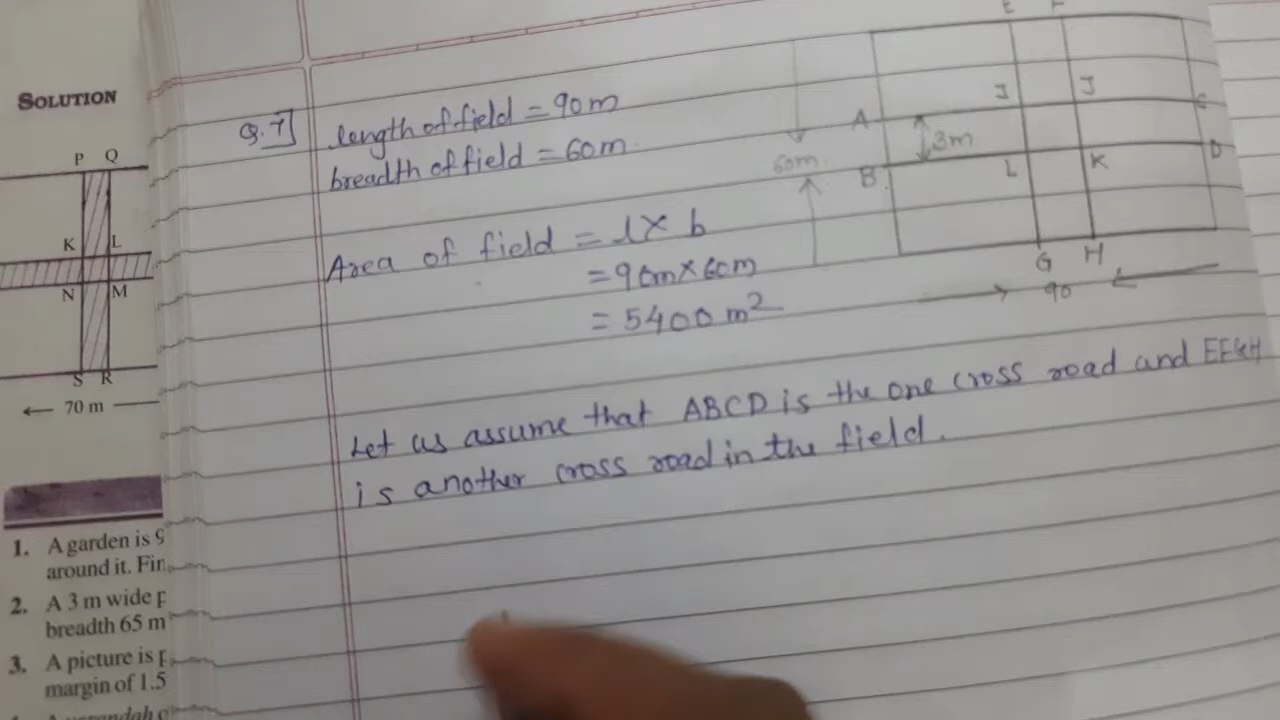 SOLUTION
P Q
K L
N M
S R
← 70 m
1. A garden is 9
around it. Fin
2. A 3 m wide p
breadth 65 m
3. A picture is p
margin of 1.5
Q.7] length of field = 90m
breadth of field = 60m.
Area of field = l × b
= 90m×60m
= 5400 m²
Let us assume that ABCD is the one cross road and EFGH
is another cross road in the field.
E F
A I J C
3m
60m.
B L K D
G H
90